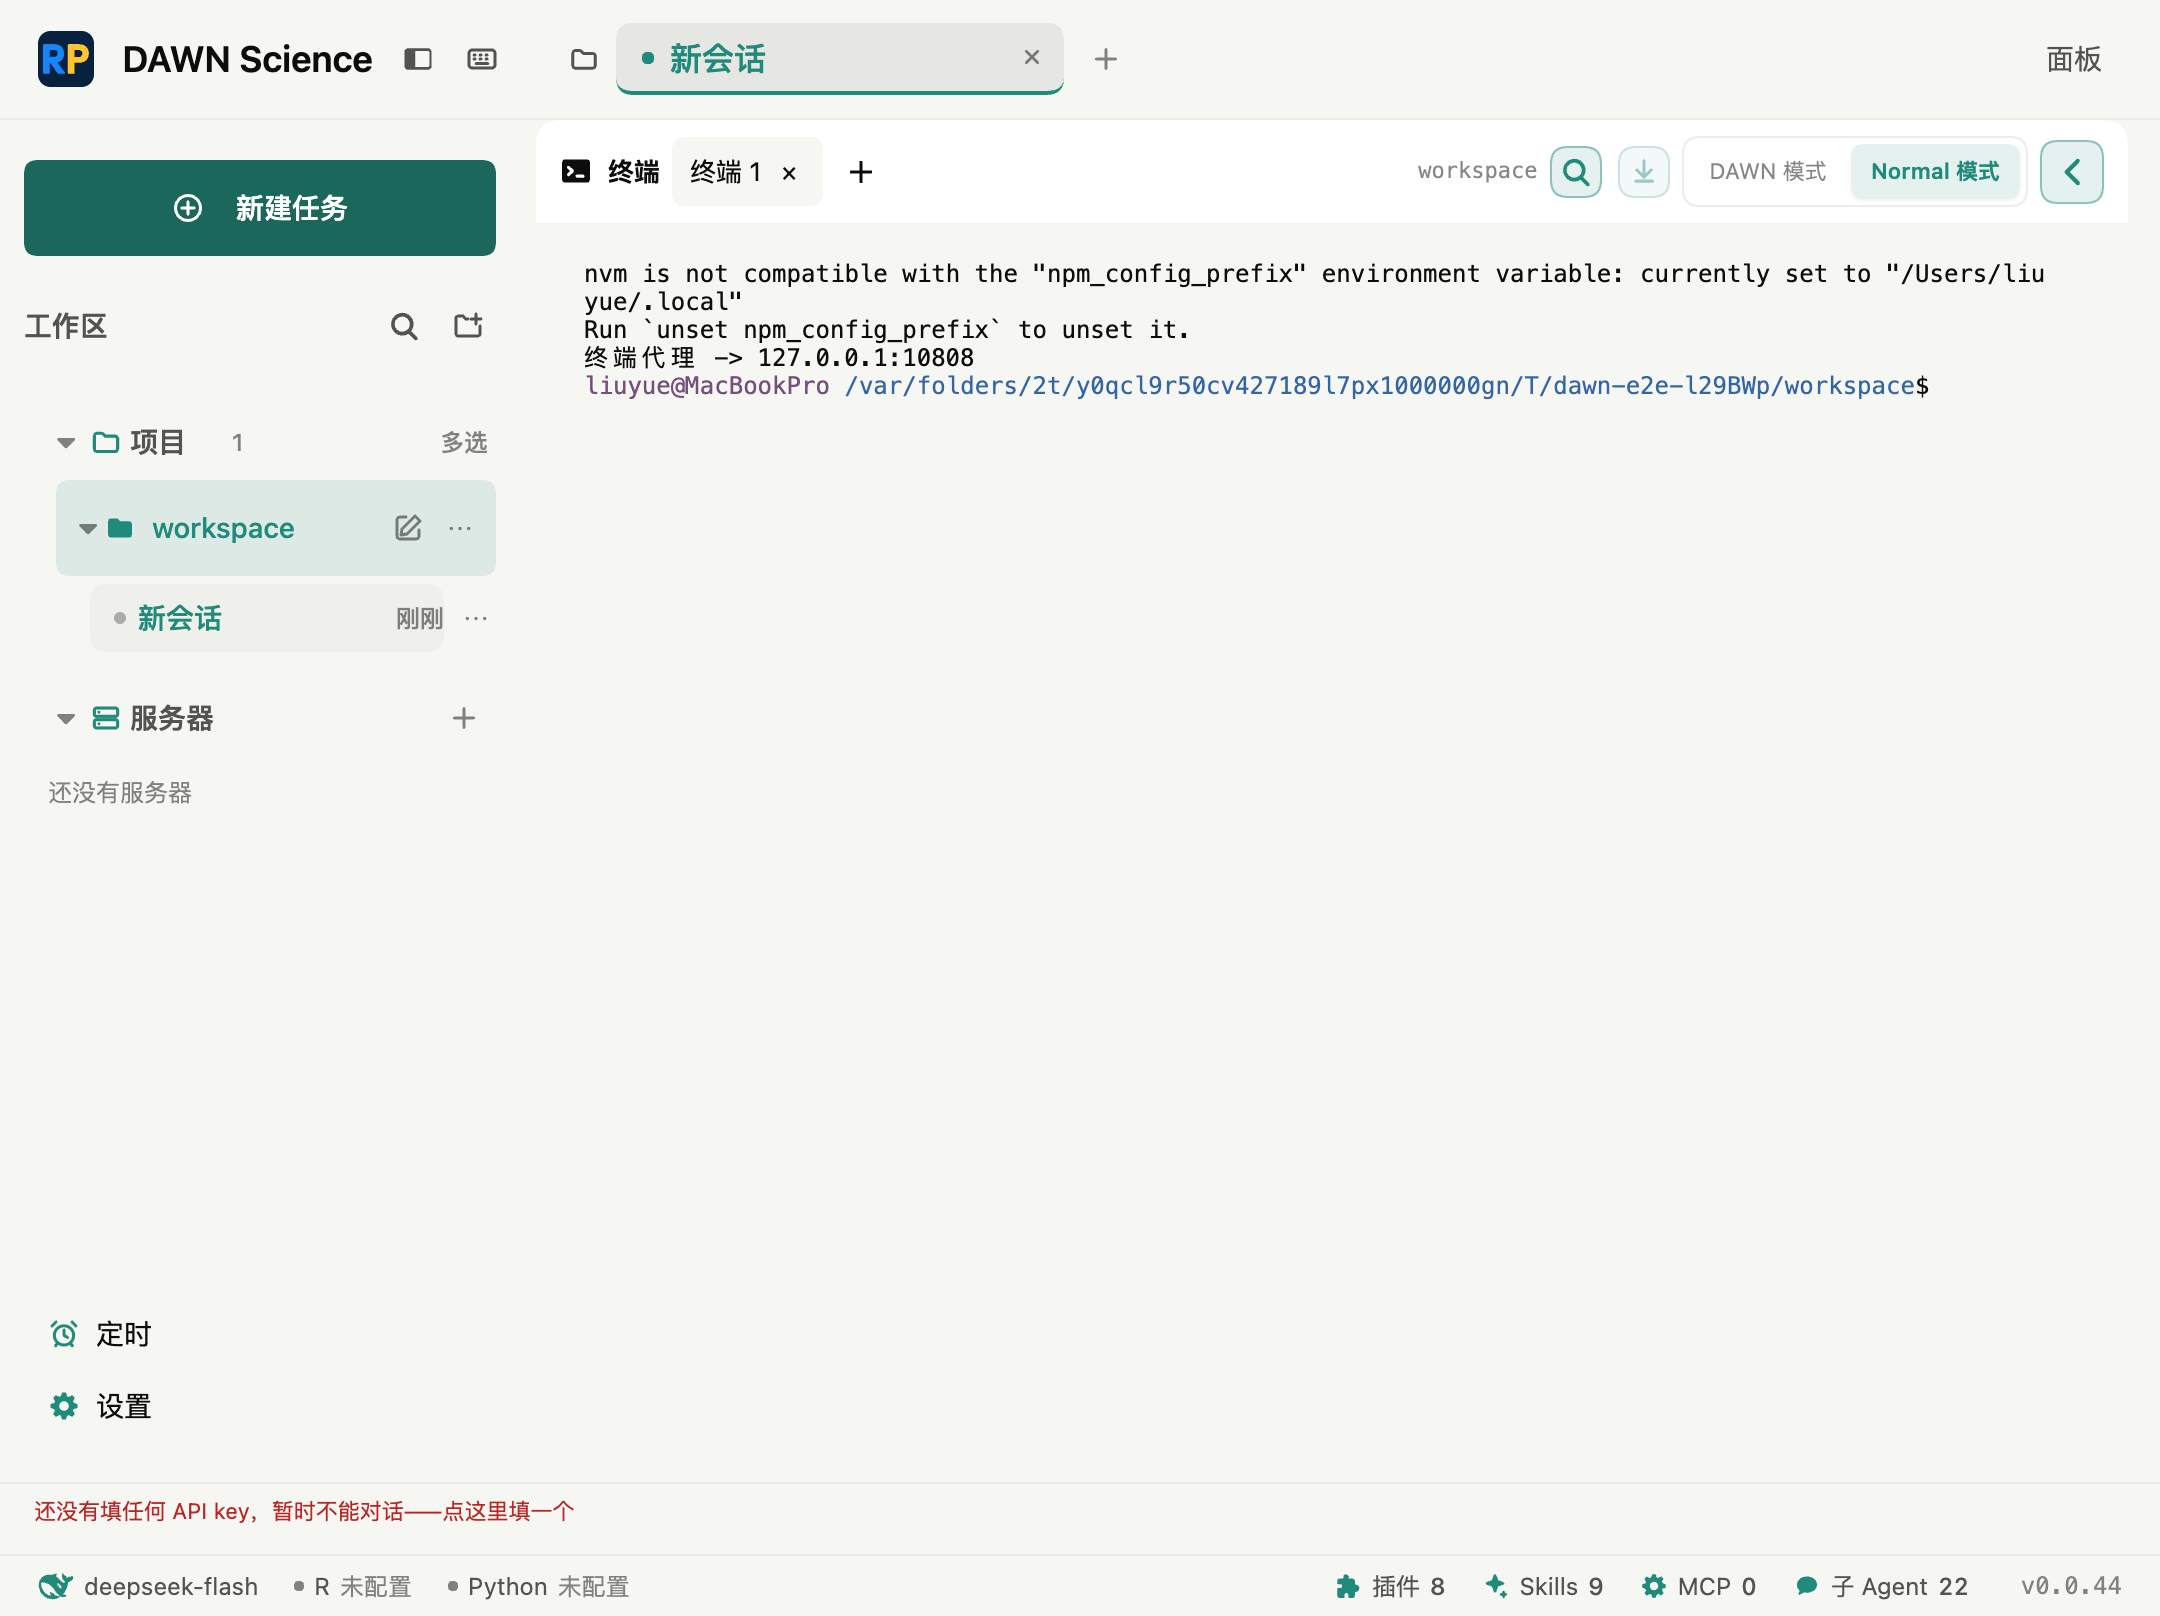 RP DAWN Science
新会话 ×
面板
新建任务
工作区
项目 1 多选
workspace ...
新会话 刚刚 ...
服务器
还没有服务器
定时
设置
终端 终端 1 × +
workspace DAWN 模式 Normal 模式
nvm is not compatible with the "npm_config_prefix" environment variable: currently set to "/Users/liu
yue/.local"
Run `unset npm_config_prefix` to unset it.
终端代理 -> 127.0.0.1:10808
liuyue@MacBookPro /var/folders/2t/y0qcl9r50cv427189l7px1000000gn/T/dawn-e2e-l29BWp/workspace$
还没有填任何 API key，暂时不能对话——点这里填一个
deepseek-flash R 未配置 Python 未配置 插件 8 Skills 9 MCP 0 子 Agent 22 v0.0.44